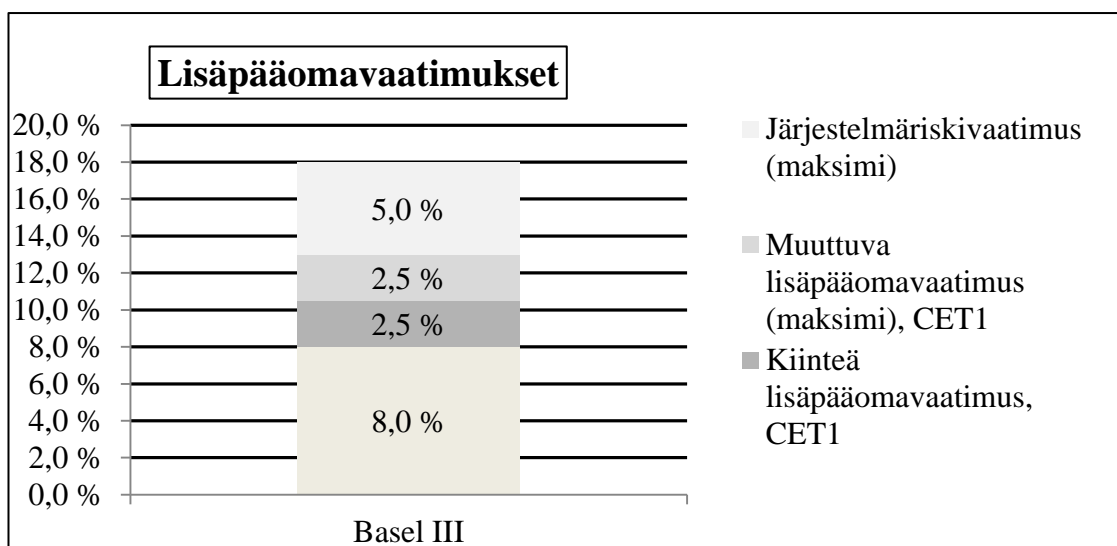 Lisäpääomavaatimukset
20,0 %
18,0 %
16,0 %
14,0 %
12,0 %
10,0 %
8,0 %
6,0 %
4,0 %
2,0 %
0,0 %
5,0 %
2,5 %
2,5 %
8,0 %
Basel III
Järjestelmäriskivaatimus
(maksimi)
Muuttuva
lisäpääomavaatimus
(maksimi), CET1
Kiinteä
lisäpääomavaatimus,
CET1